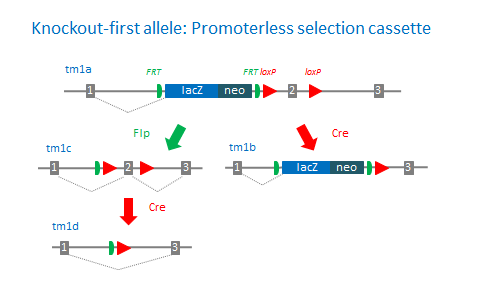 Knockout-first allele: Promoterless selection cassette
FRT FRT loxP loxP
tm1a
1 lacZ neo 2 3
Flp Cre
tm1c tm1b
1 2 3 1 lacZ neo 3
Cre
tm1d
1 3